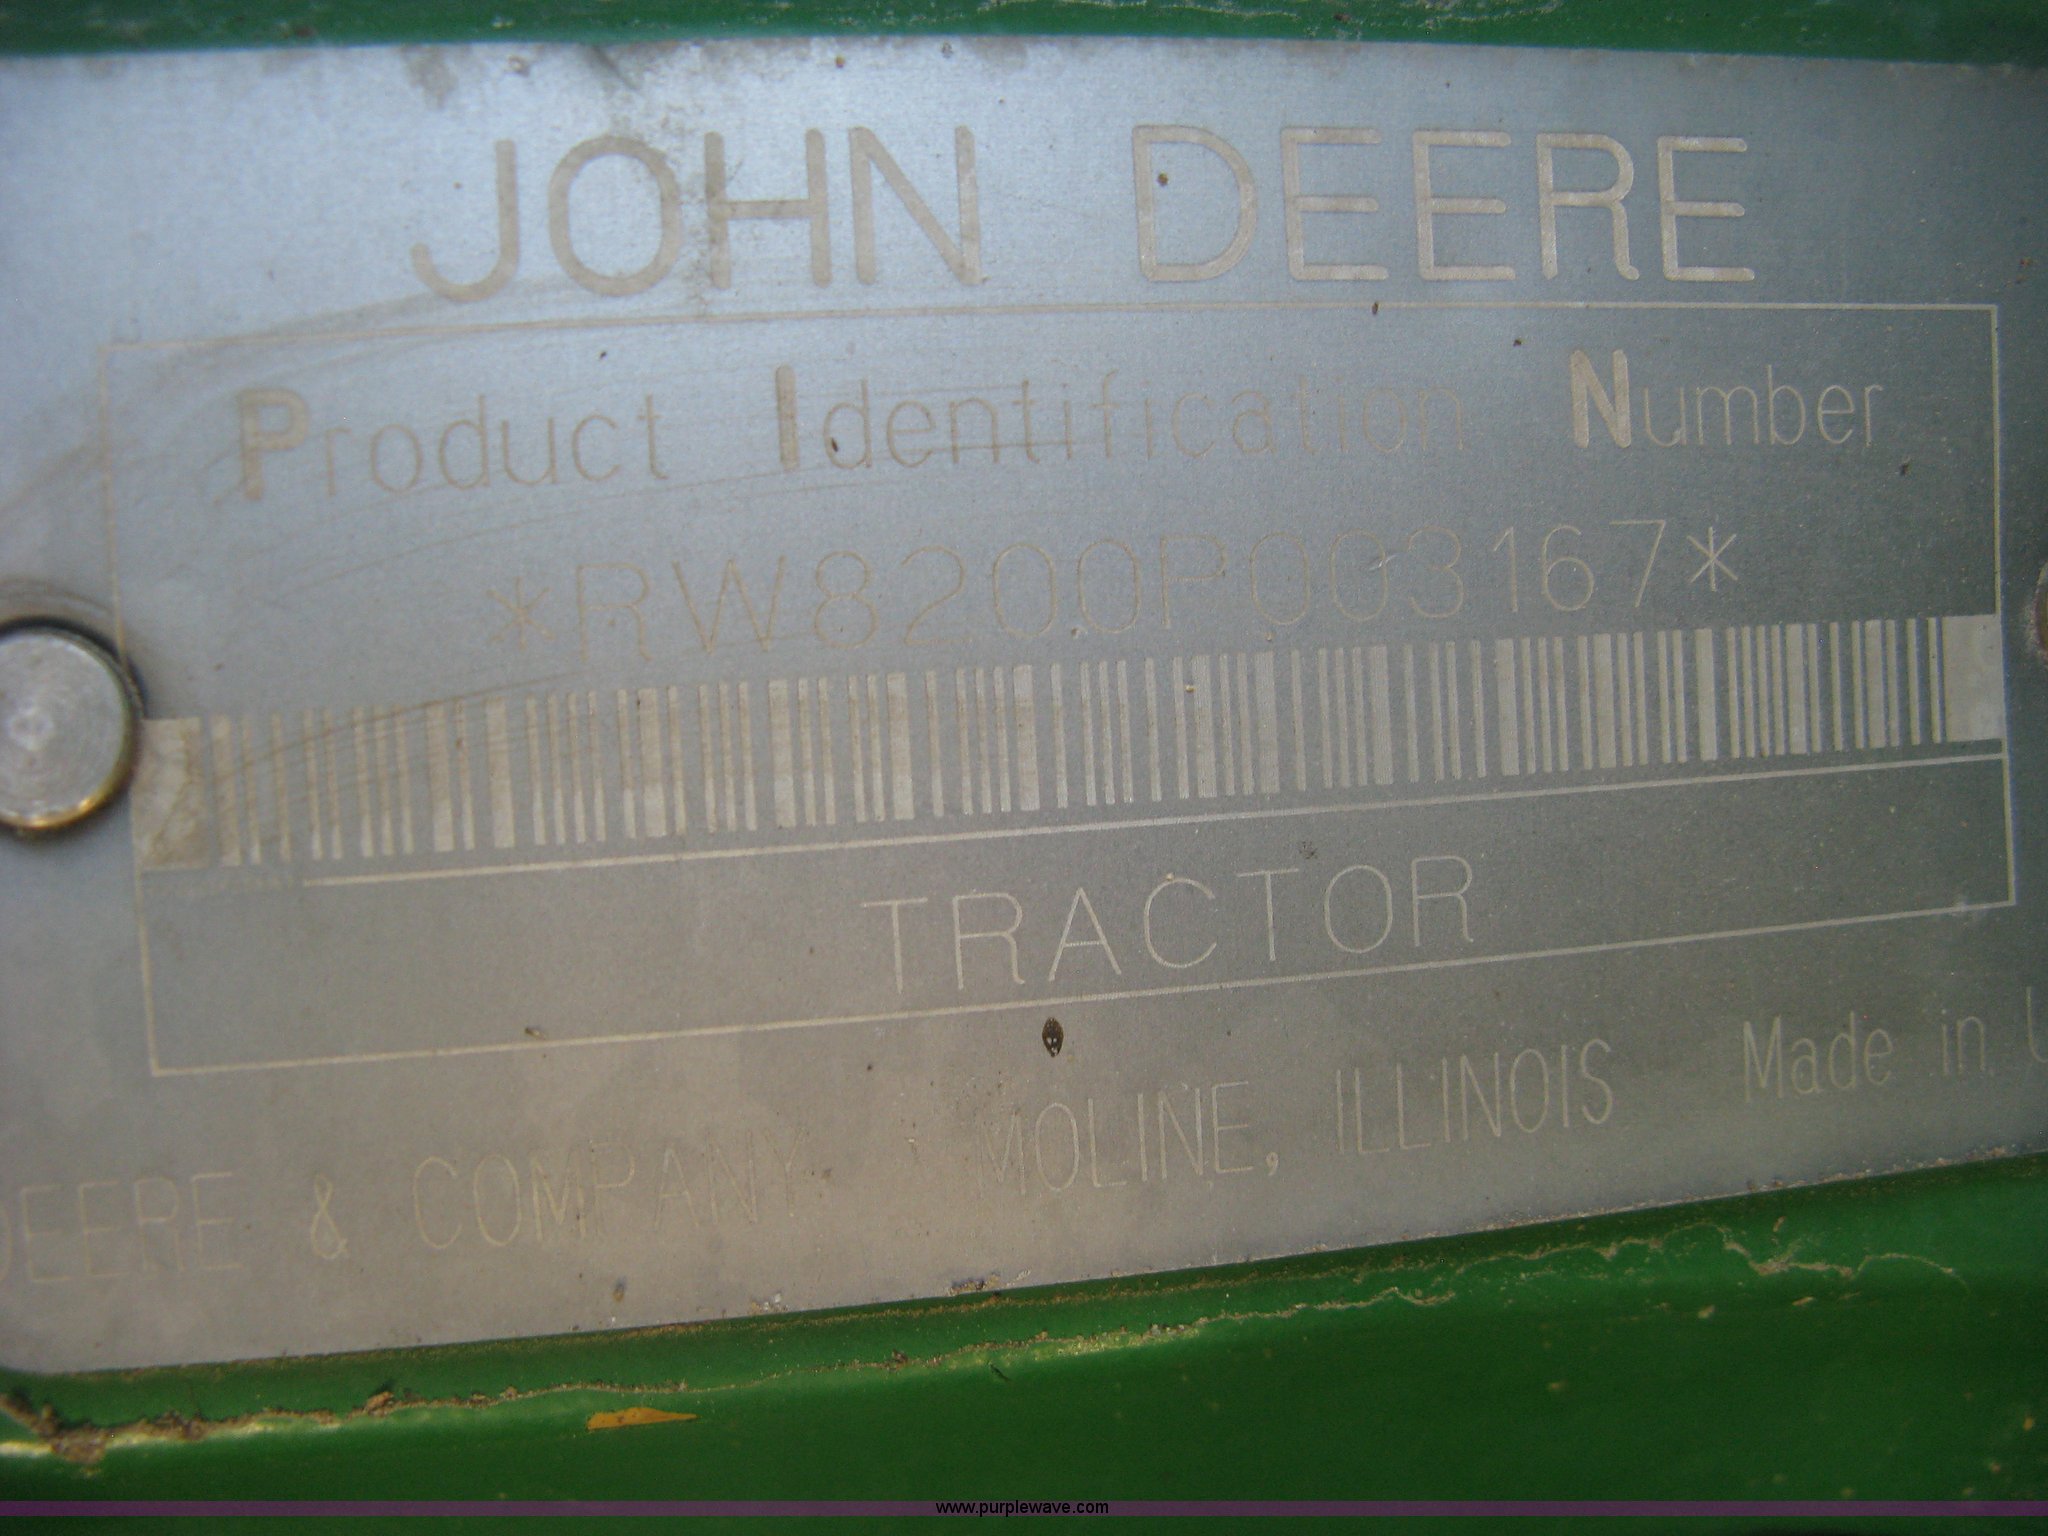 JOHN DEERE
Product Identification Number
*RW8200P003167*
TRACTOR
DEERE & COMPANY MOLINE, ILLINOIS Made in
www.purplewave.com